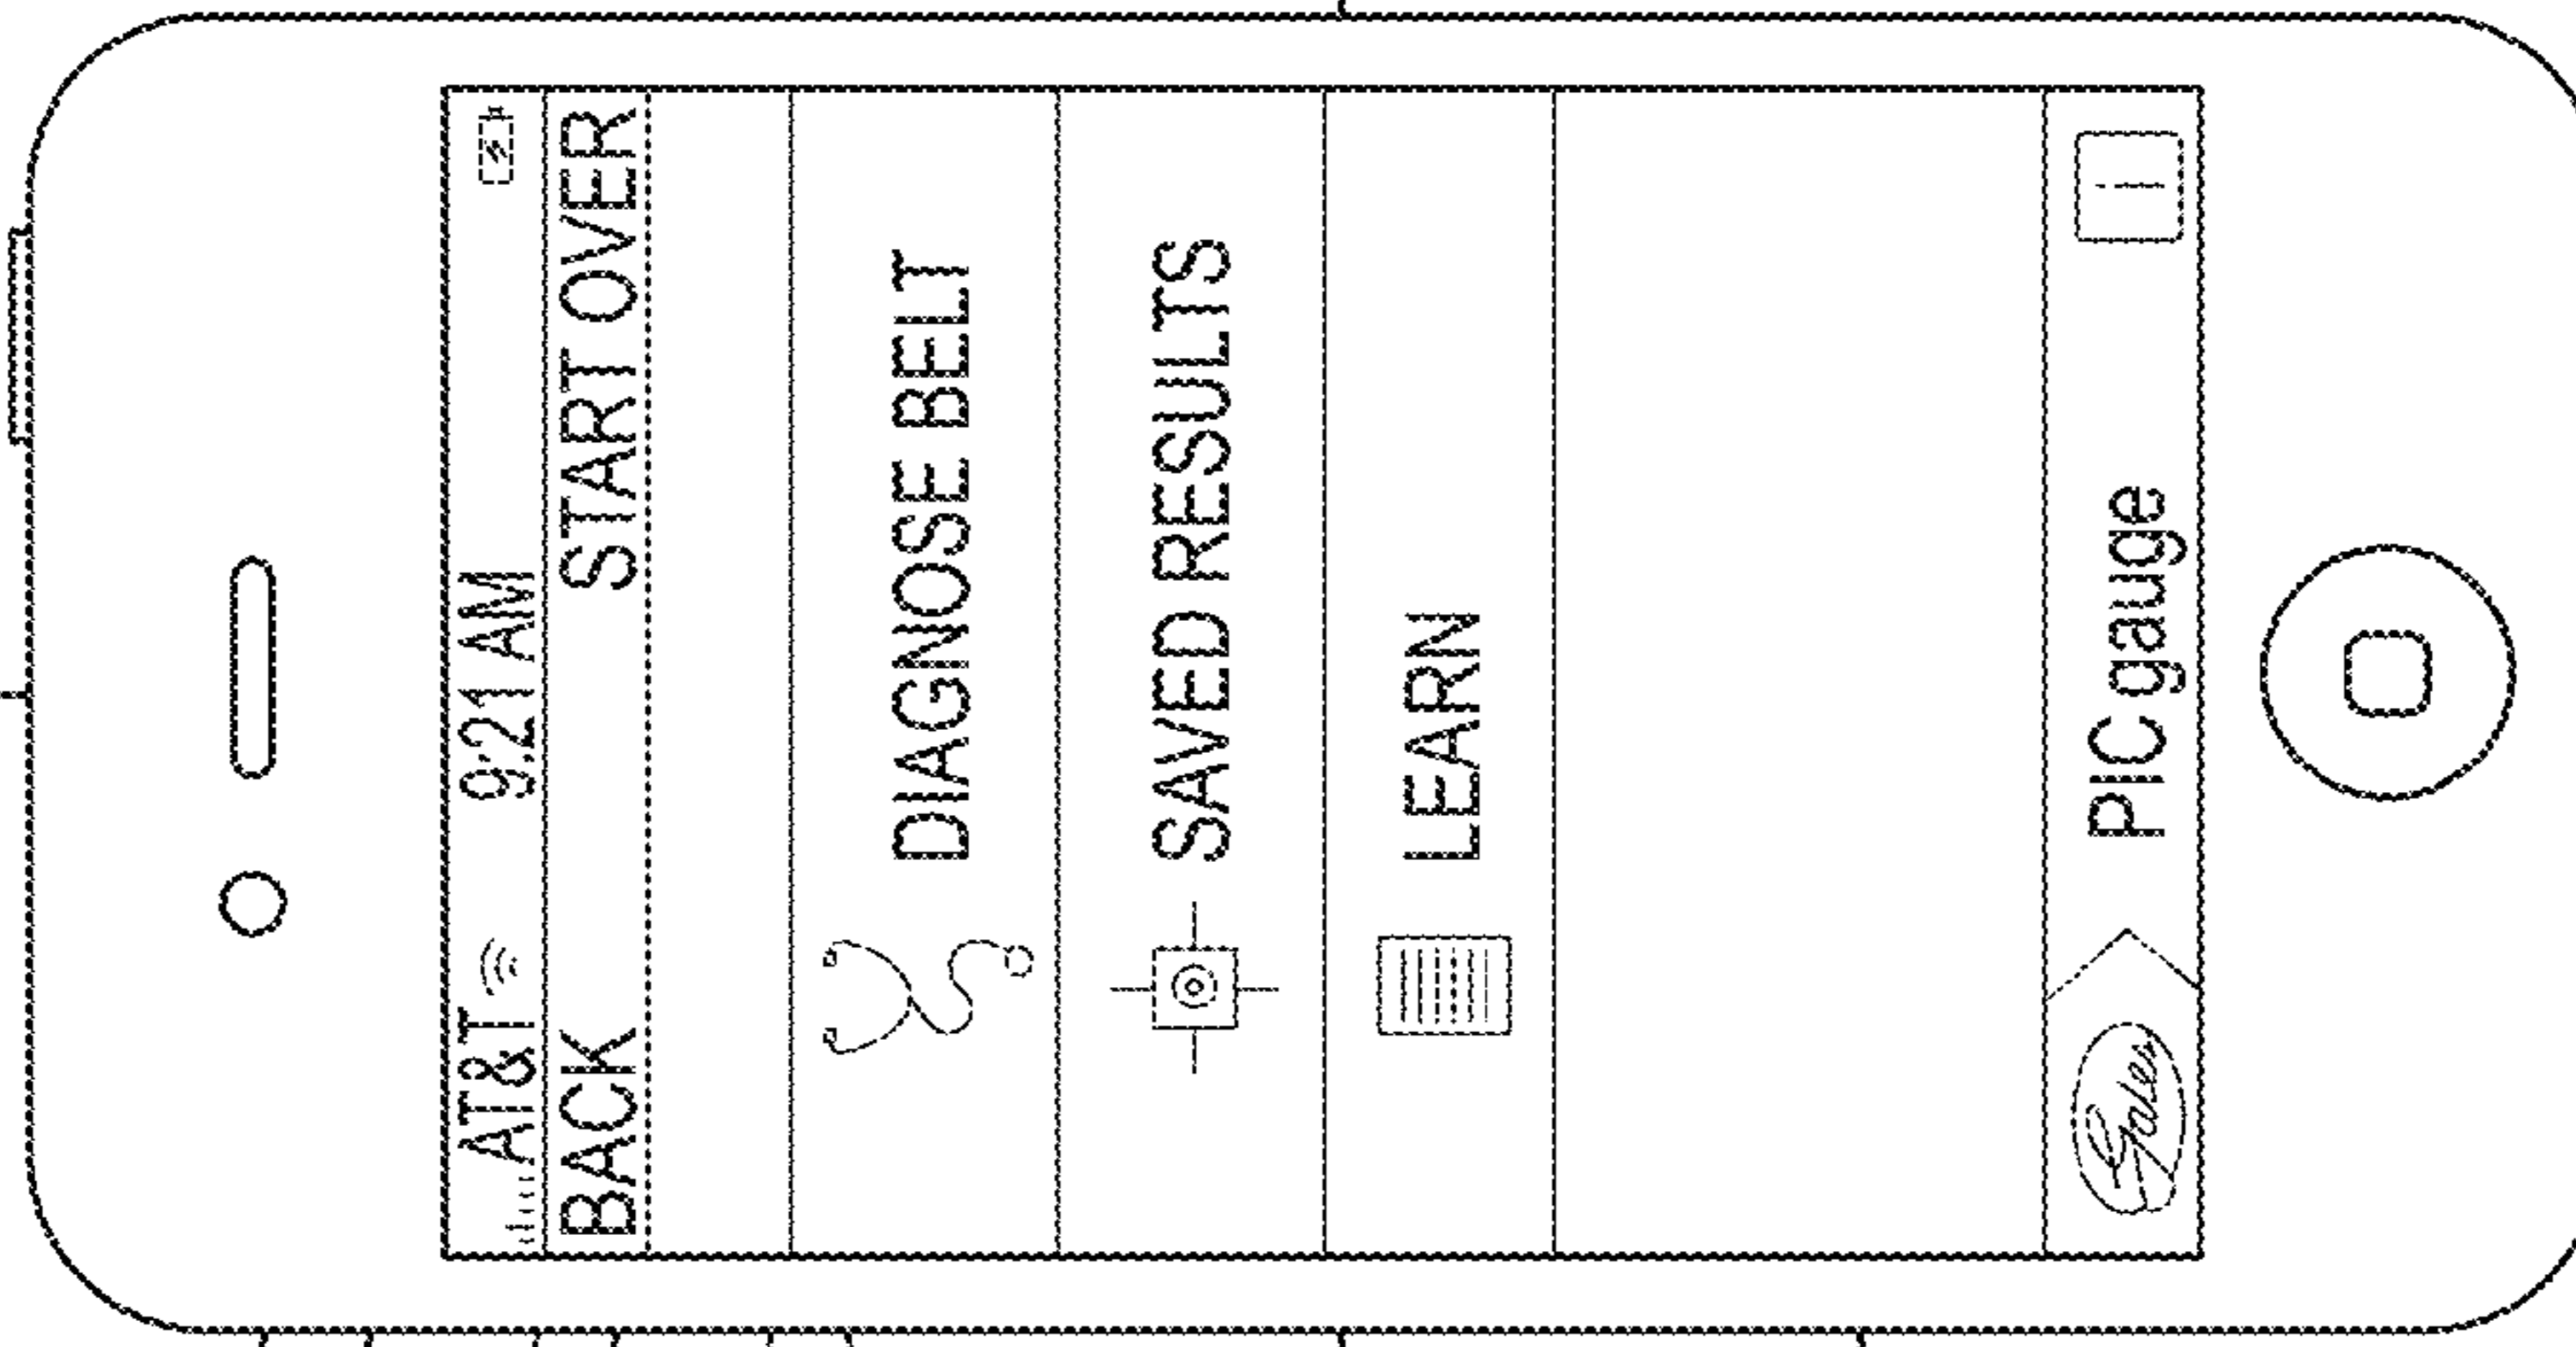 AT&T 9:21 AM
BACK START OVER
DIAGNOSE BELT
SAVED RESULTS
LEARN
Gates PIC gauge